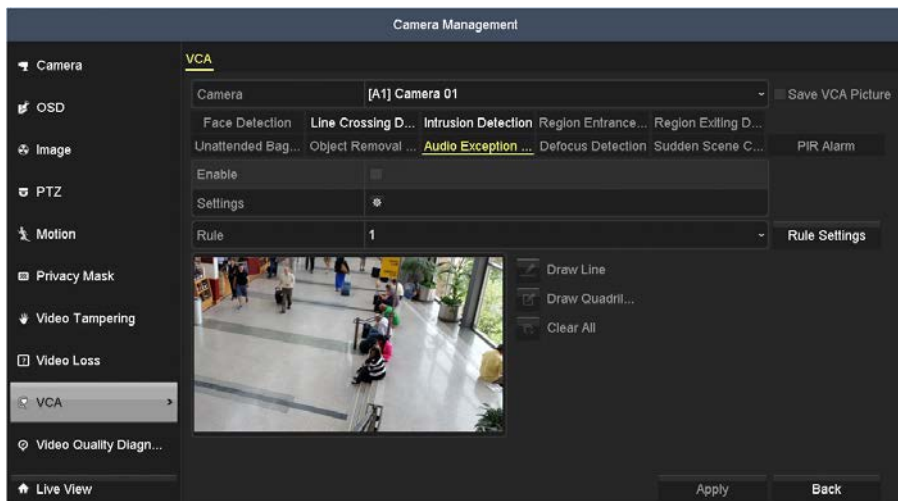 Camera Management
Camera
OSD
Image
PTZ
Motion
Privacy Mask
Video Tampering
Video Loss
VCA
Video Quality Diagn...
Live View
VCA
Camera [A1] Camera 01 Save VCA Picture
Face Detection Line Crossing D... Intrusion Detection Region Entrance... Region Exiting D...
Unattended Bag... Object Removal ... Audio Exception ... Defocus Detection Sudden Scene C... PIR Alarm
Enable
Settings
Rule 1 Rule Settings
Draw Line
Draw Quadril...
Clear All
Apply Back